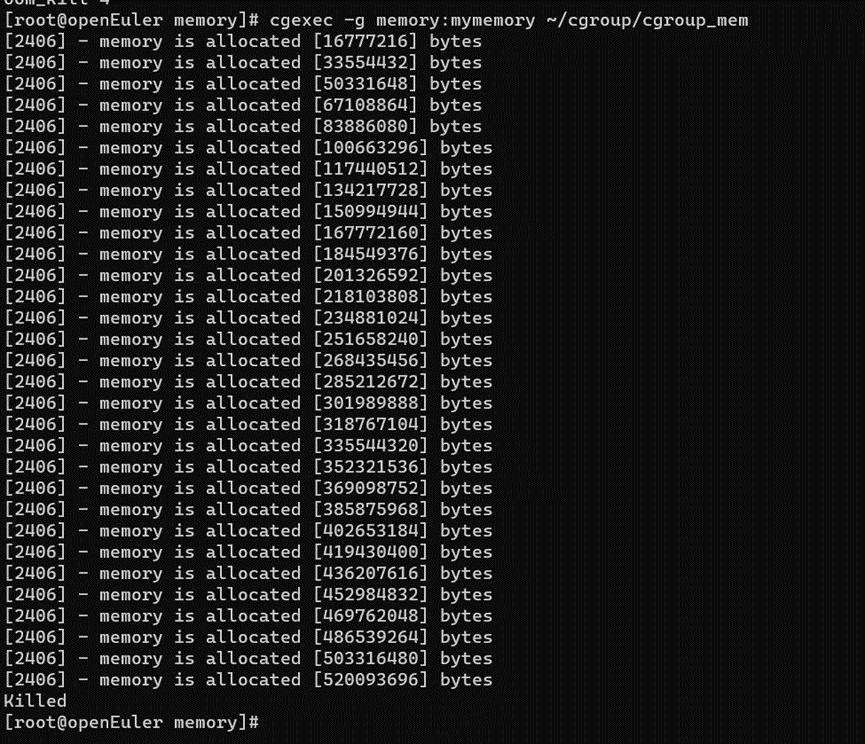 oom_kill 4
[root@openEuler memory]# cgexec -g memory:mymemory ~/cgroup/cgroup_mem
[2406] - memory is allocated [16777216] bytes
[2406] - memory is allocated [33554432] bytes
[2406] - memory is allocated [50331648] bytes
[2406] - memory is allocated [67108864] bytes
[2406] - memory is allocated [83886080] bytes
[2406] - memory is allocated [100663296] bytes
[2406] - memory is allocated [117440512] bytes
[2406] - memory is allocated [134217728] bytes
[2406] - memory is allocated [150994944] bytes
[2406] - memory is allocated [167772160] bytes
[2406] - memory is allocated [184549376] bytes
[2406] - memory is allocated [201326592] bytes
[2406] - memory is allocated [218103808] bytes
[2406] - memory is allocated [234881024] bytes
[2406] - memory is allocated [251658240] bytes
[2406] - memory is allocated [268435456] bytes
[2406] - memory is allocated [285212672] bytes
[2406] - memory is allocated [301989888] bytes
[2406] - memory is allocated [318767104] bytes
[2406] - memory is allocated [335544320] bytes
[2406] - memory is allocated [352321536] bytes
[2406] - memory is allocated [369098752] bytes
[2406] - memory is allocated [385875968] bytes
[2406] - memory is allocated [402653184] bytes
[2406] - memory is allocated [419430400] bytes
[2406] - memory is allocated [436207616] bytes
[2406] - memory is allocated [452984832] bytes
[2406] - memory is allocated [469762048] bytes
[2406] - memory is allocated [486539264] bytes
[2406] - memory is allocated [503316480] bytes
[2406] - memory is allocated [520093696] bytes
Killed
[root@openEuler memory]#